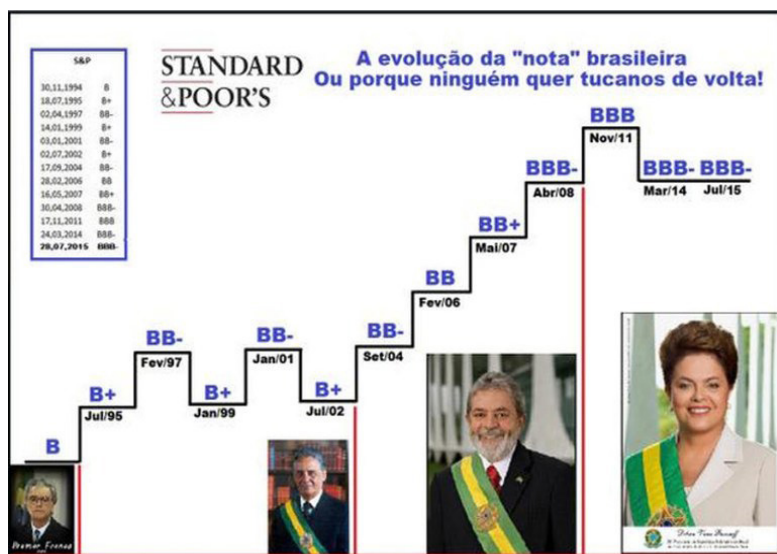 S&P
30,11,1994 B
18,07,1995 B+
02,04,1997 BB-
14,01,1999 B+
03,01,2001 BB-
02,07,2002 B+
17,09,2004 BB-
28,02,2006 BB
16,05,2007 BB+
30,04,2008 BBB-
17,11,2011 BBB
24,03,2014 BBB-
28,07,2015 BBB-
STANDARD
&POOR'S
A evolução da "nota" brasileira
Ou porque ninguém quer tucanos de volta!
BBB
Nov/11
BBB- BBB- BBB-
Abr/08 Mar/14 Jul/15
BB+
Mai/07
BB
Fev/06
BB- BB- BB-
Fev/97 Jan/01 Set/04
B+ B+ B+
Jul/95 Jan/99 Jul/02
B